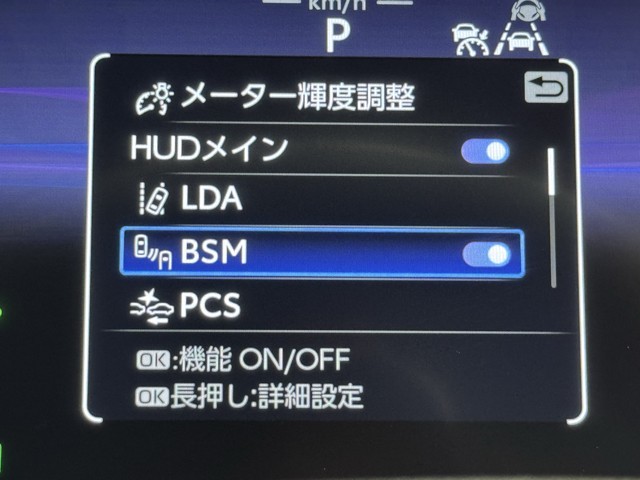 km/h
P
メーター輝度調整
HUDメイン
LDA
BSM
PCS
OK:機能 ON/OFF
OK長押し:詳細設定